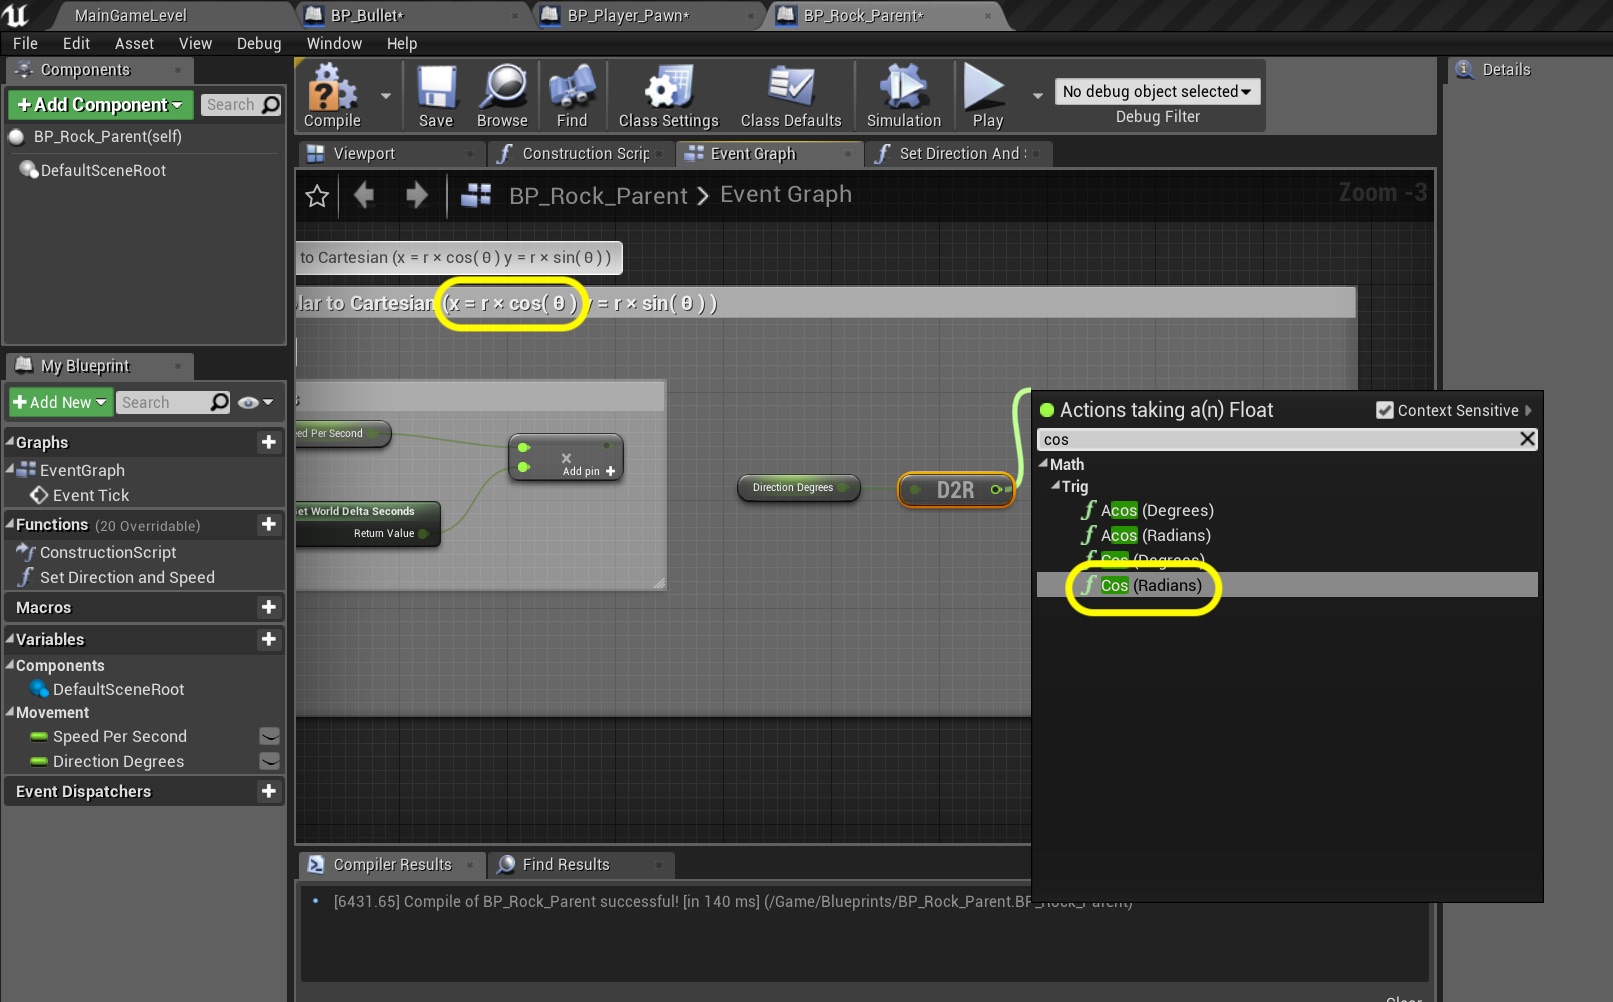 MainGameLevel
BP_Bullet*
BP_Player_Pawn*
BP_Rock_Parent*
File Edit Asset View Debug Window Help
Components
+Add Component
Search
BP_Rock_Parent(self)
DefaultSceneRoot
My Blueprint
+Add New
Search
Graphs
EventGraph
Event Tick
Functions (20 Overridable)
ConstructionScript
Set Direction and Speed
Macros
Variables
Components
DefaultSceneRoot
Movement
Speed Per Second
Direction Degrees
Event Dispatchers
Compile
Save
Browse
Find
Class Settings
Class Defaults
Simulation
Play
No debug object selected
Debug Filter
Viewport
Construction Scrip
Event Graph
Set Direction And
BP_Rock_Parent > Event Graph
Zoom -3
to Cartesian (x = r × cos( θ ) y = r × sin( θ ) )
lar to Cartesian (x = r × cos( θ ) y = r × sin( θ ) )
s
eed Per Second
x
Add pin +
et World Delta Seconds
Return Value
Direction Degrees
D2R
Actions taking a(n) Float
Context Sensitive
cos
Math
Trig
Acos (Degrees)
Acos (Radians)
Cos (Degrees)
Cos (Radians)
Compiler Results
Find Results
[6431.65] Compile of BP_Rock_Parent successful! [in 140 ms] (/Game/Blueprints/BP_Rock_Parent.BP_Rock_Parent)
Clear
Details